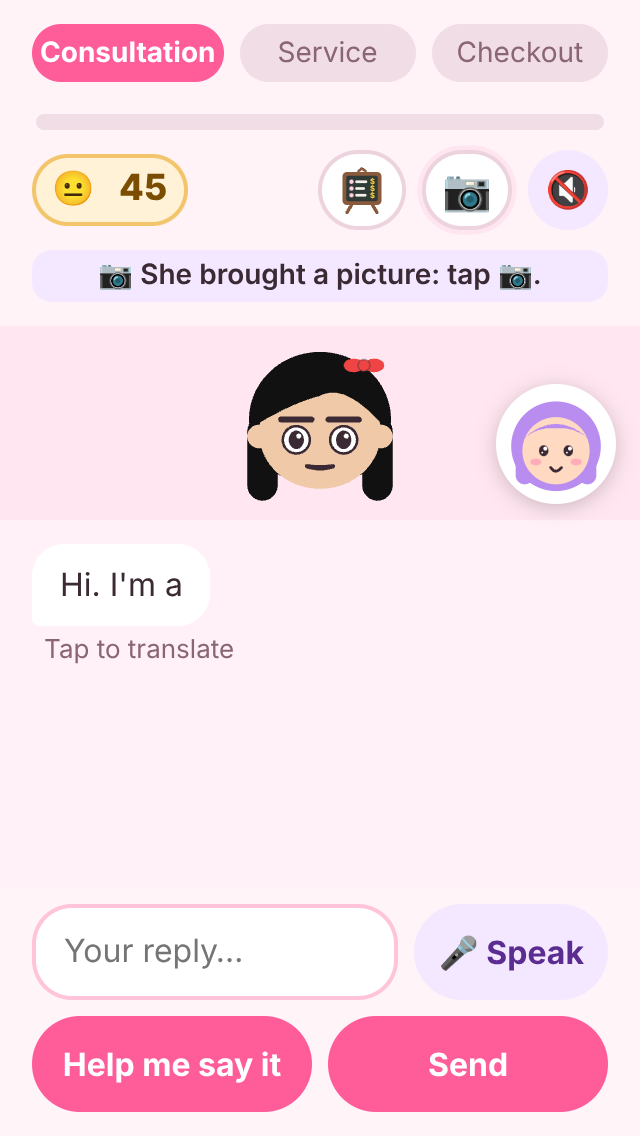 Consultation
Service
Checkout
45
She brought a picture: tap 📷.
Hi. I'm a
Tap to translate
Your reply...
Speak
Help me say it
Send